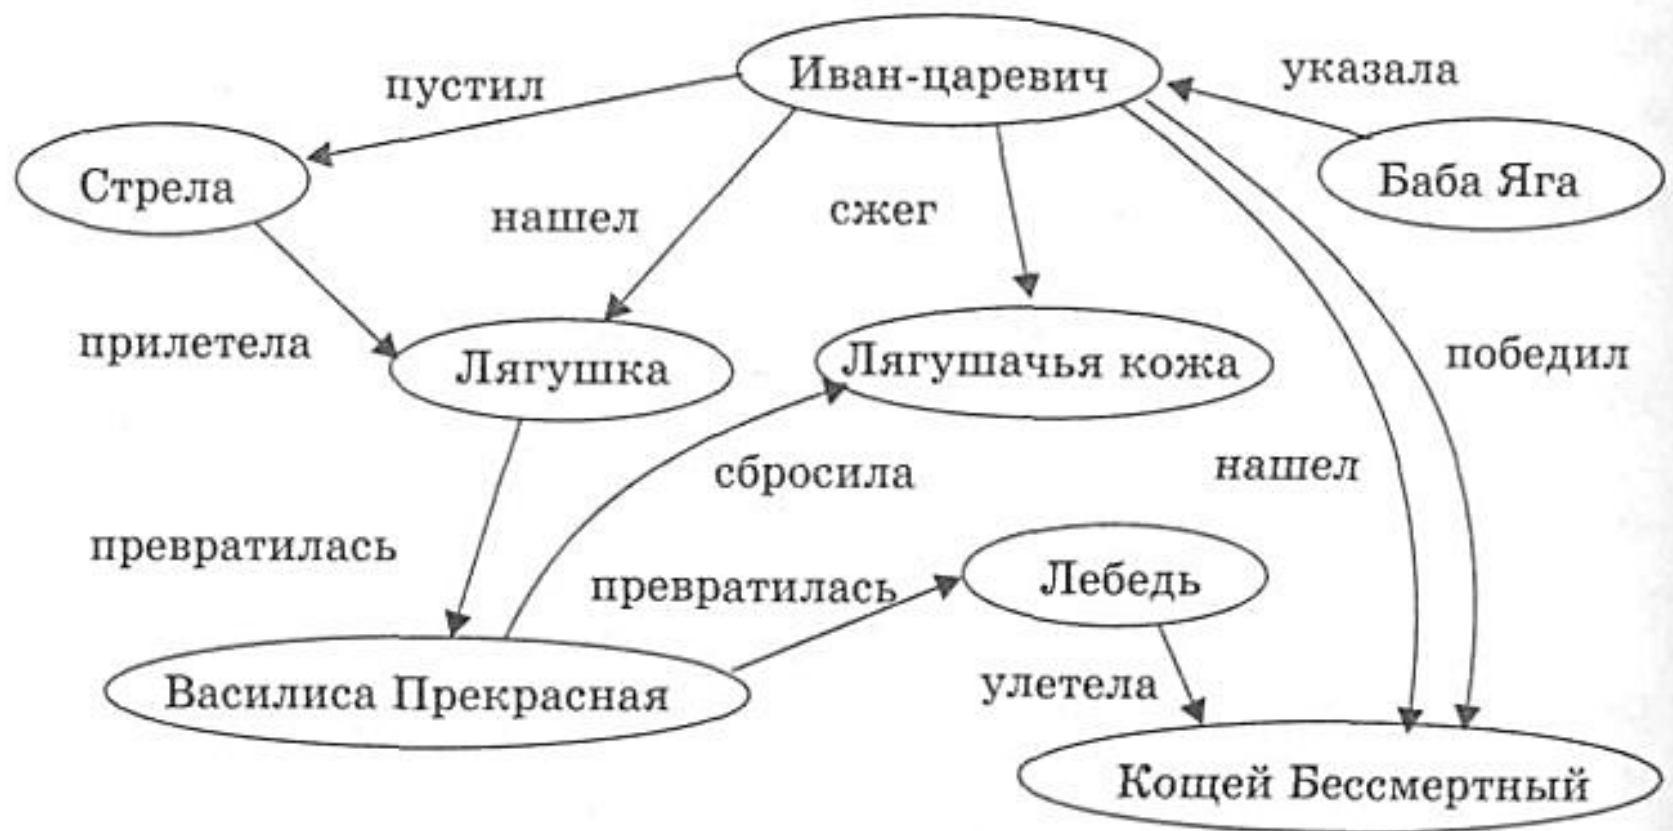 Иван-царевич
указала
пустил
Стрела
Баба Яга
нашел
сжег
прилетела
Лягушка
Лягушачья кожа
победил
сбросила
нашел
превратилась
превратилась
Лебедь
Василиса Прекрасная
улетела
Кощей Бессмертный